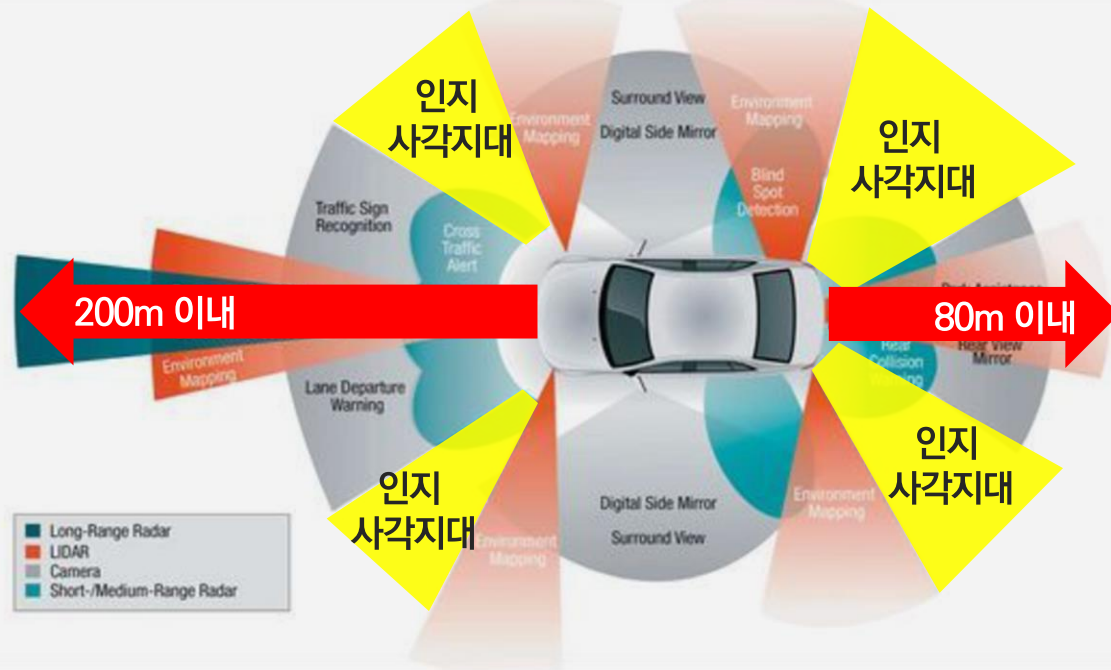 인지
사각지대
Environment
Mapping
Surround View
Digital Side Mirror
Environment
Mapping
인지
사각지대
Blind
Spot
Detection
Traffic Sign
Recognition
Cross
Traffic
Alert
200m 이내
80m 이내
Environment
Mapping
Rear
Collision
Warning
Rear View
Mirror
Lane Departure
Warning
인지
사각지대
인지
사각지대
Digital Side Mirror
Surround View
Environment
Mapping
Environment
Mapping
Long-Range Radar
LIDAR
Camera
Short-/Medium-Range Radar